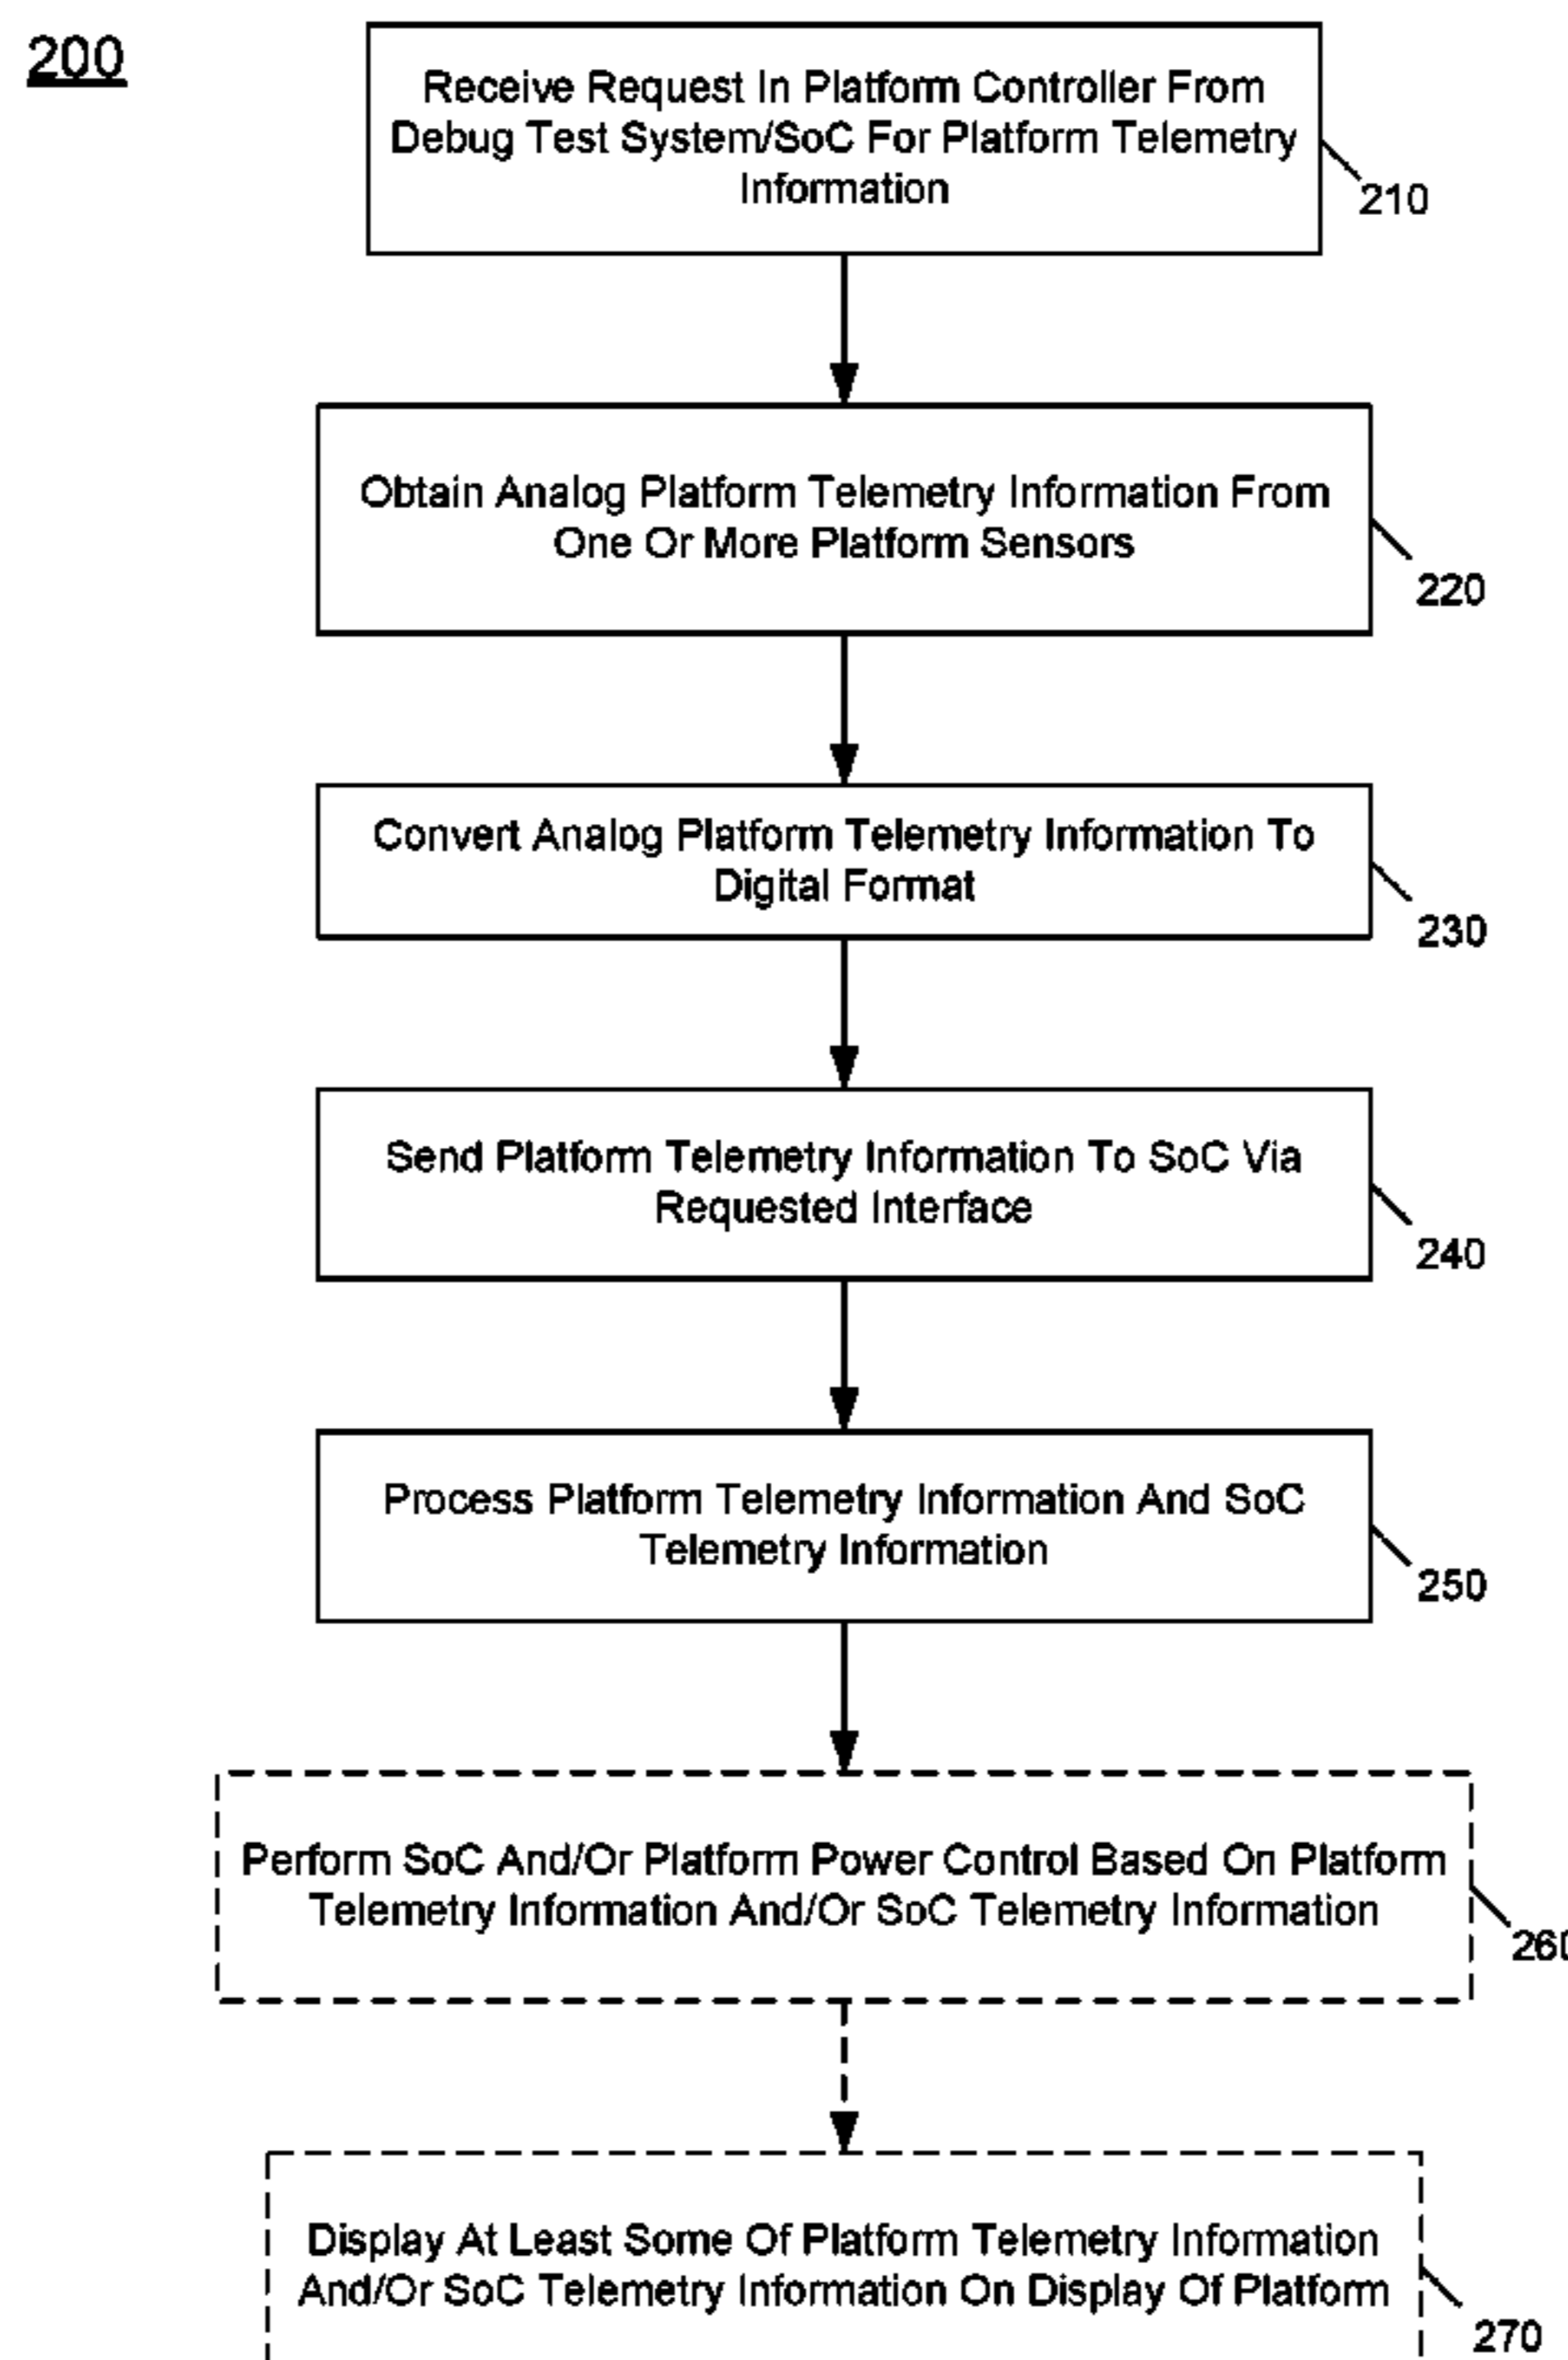 200
Receive Request In Platform Controller From
Debug Test System/SoC For Platform Telemetry
Information
210
Obtain Analog Platform Telemetry Information From
One Or More Platform Sensors
220
Convert Analog Platform Telemetry Information To
Digital Format
230
Send Platform Telemetry Information To SoC Via
Requested Interface
240
Process Platform Telemetry Information And SoC
Telemetry Information
250
Perform SoC And/Or Platform Power Control Based On Platform
Telemetry Information And/Or SoC Telemetry Information
260
Display At Least Some Of Platform Telemetry Information
And/Or SoC Telemetry Information On Display Of Platform
270